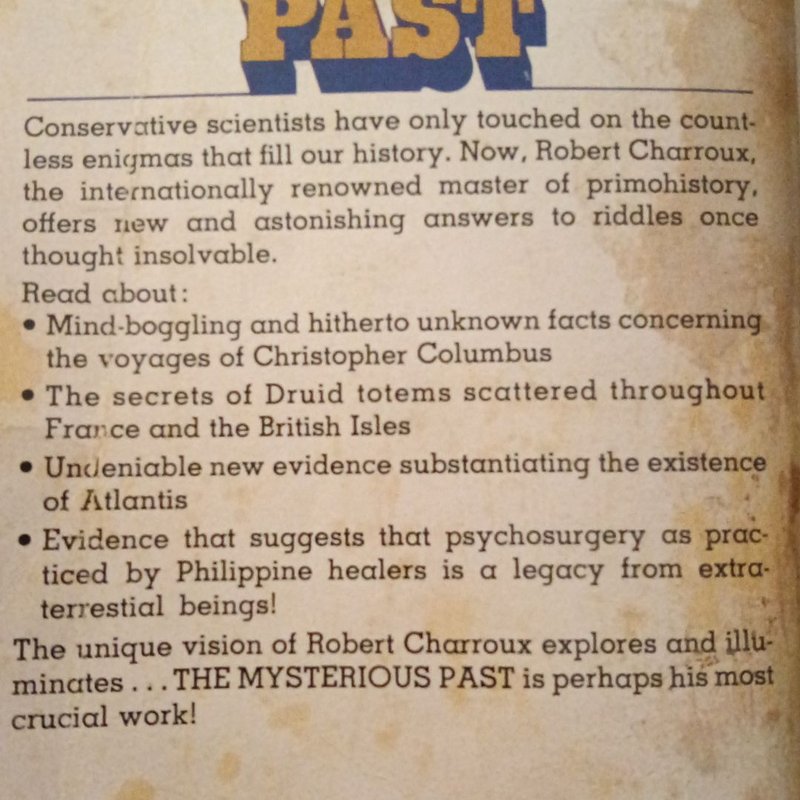 PAST
Conservative scientists have only touched on the count-
less enigmas that fill our history. Now, Robert Charroux,
the internationally renowned master of primohistory,
offers new and astonishing answers to riddles once
thought insolvable.
Read about:
• Mind-boggling and hitherto unknown facts concerning
the voyages of Christopher Columbus
• The secrets of Druid totems scattered throughout
France and the British Isles
• Undeniable new evidence substantiating the existence
of Atlantis
• Evidence that suggests that psychosurgery as prac-
ticed by Philippine healers is a legacy from extra-
terrestial beings!
The unique vision of Robert Charroux explores and illu-
minates . . . THE MYSTERIOUS PAST is perhaps his most
crucial work!